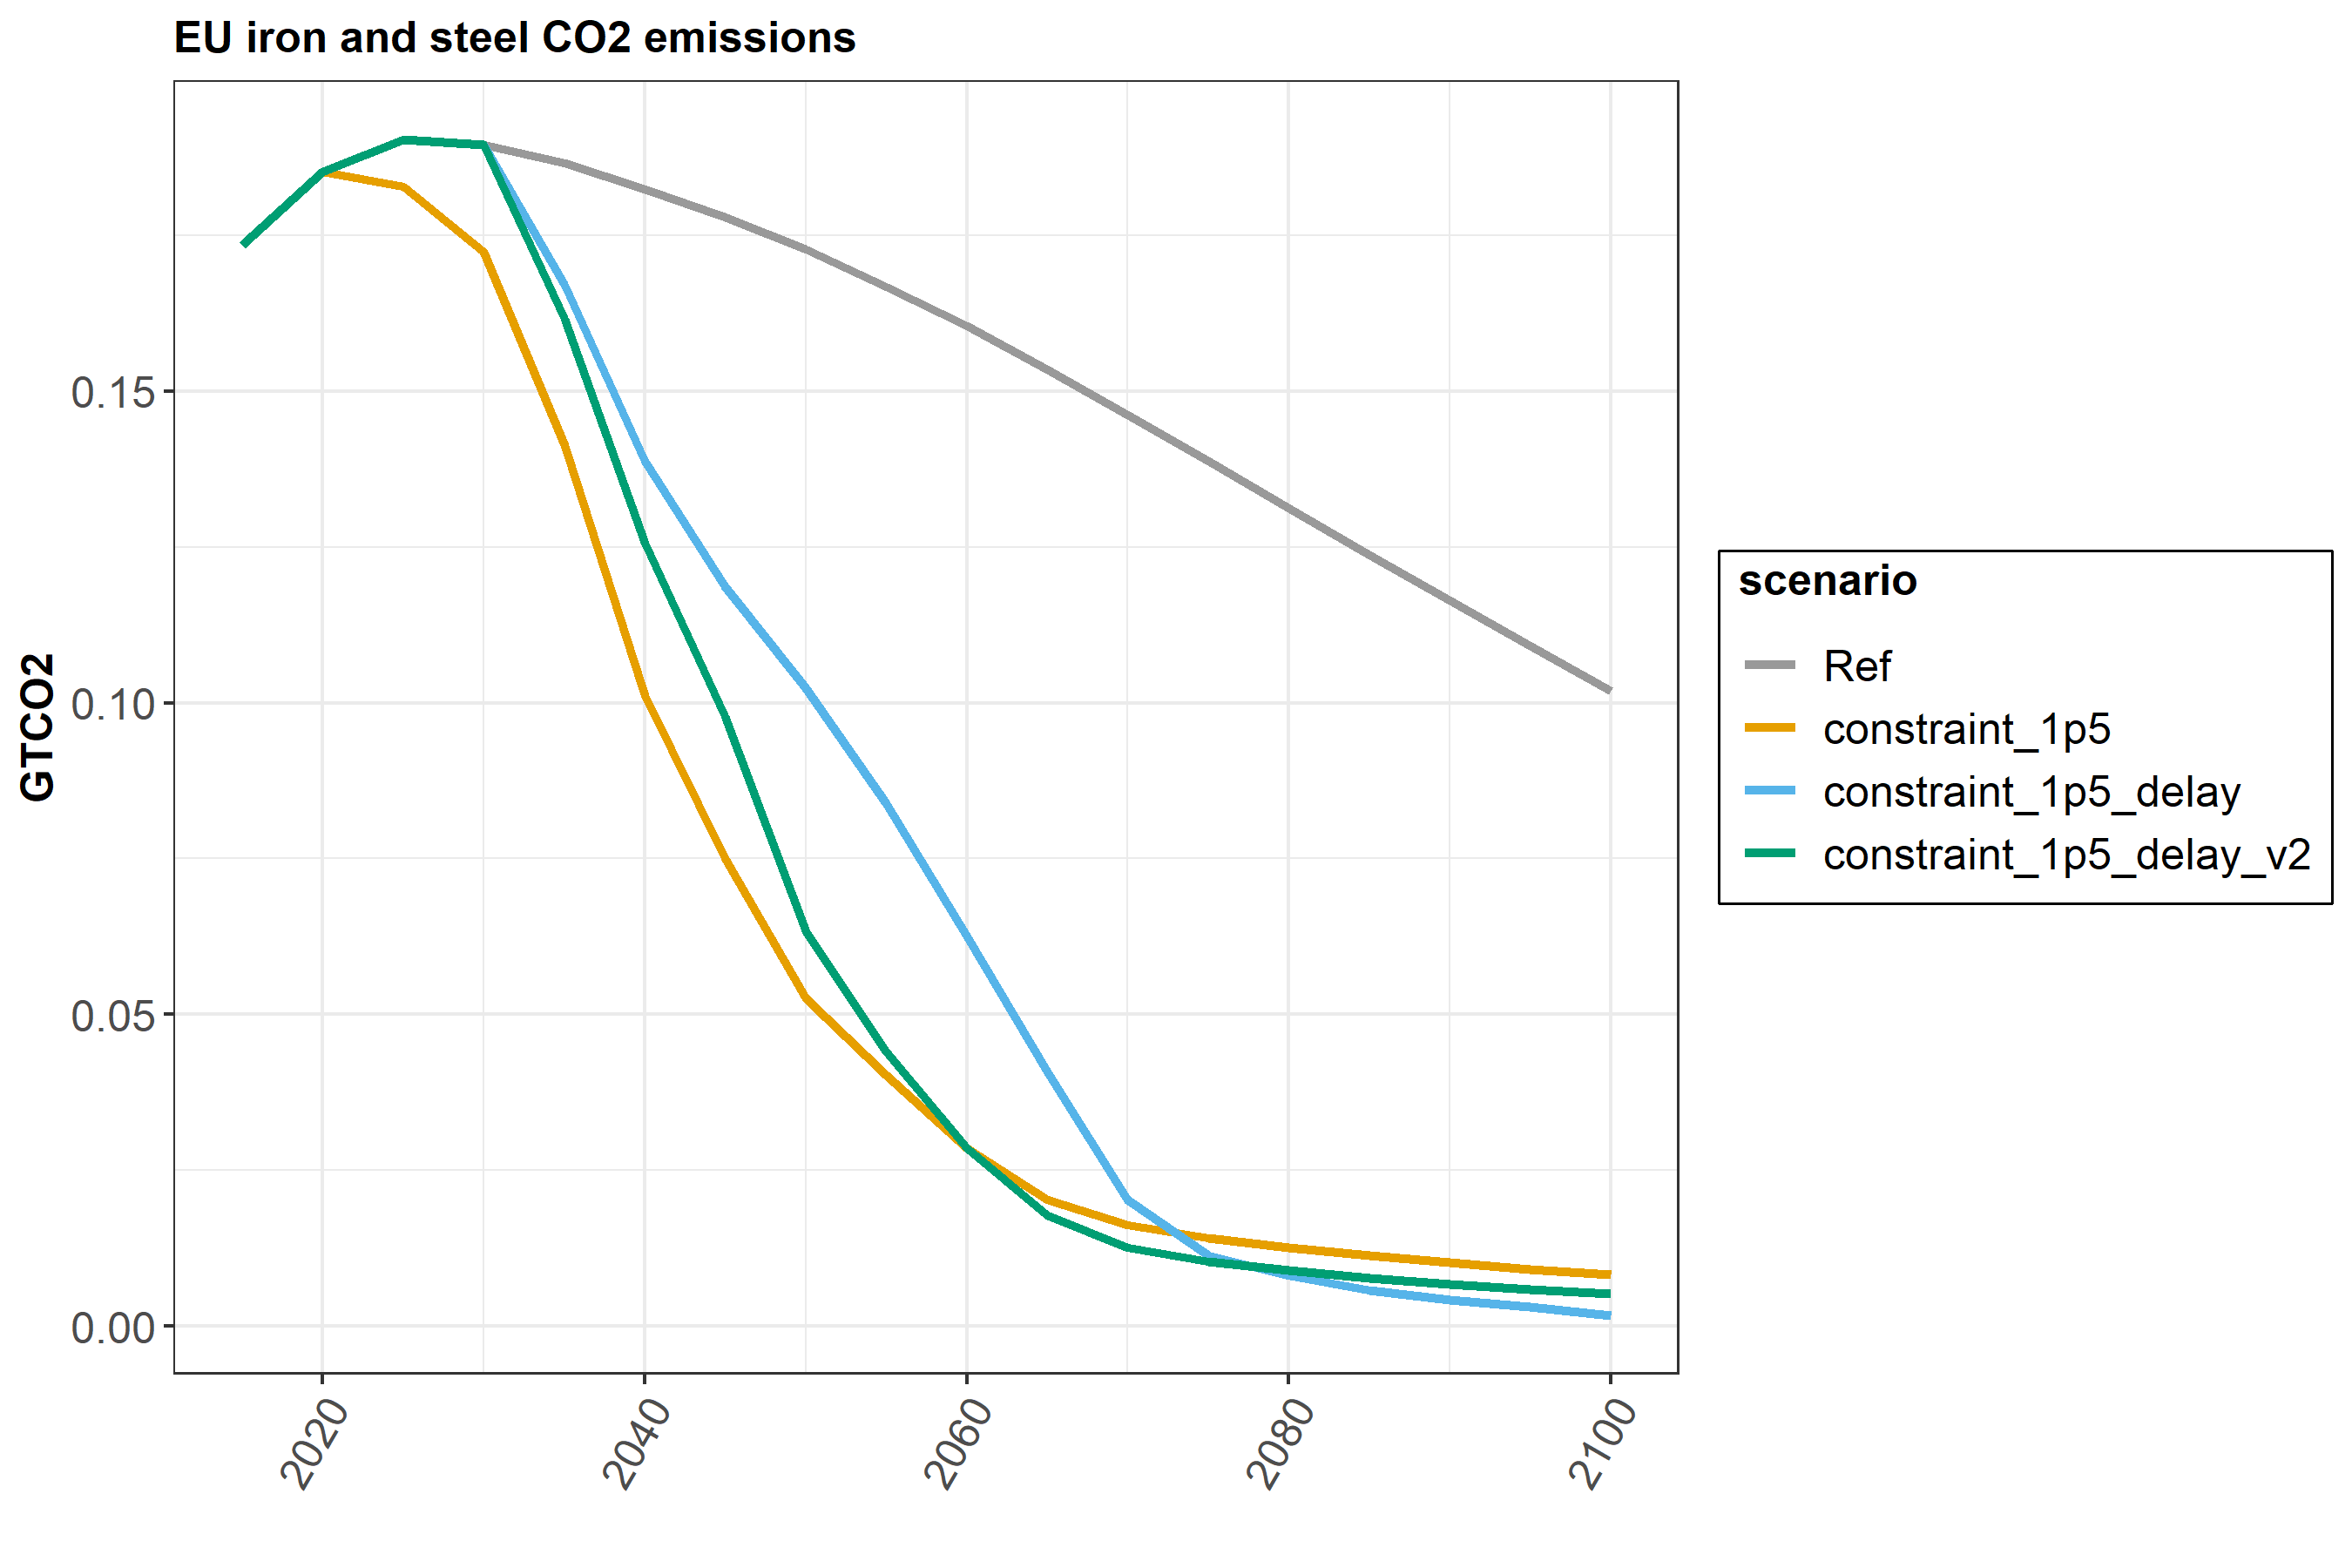 EU iron and steel CO2 emissions
GTCO2
0.15
0.10
0.05
0.00
2020
2040
2060
2080
2100
scenario
Ref
constraint_1p5
constraint_1p5_delay
constraint_1p5_delay_v2